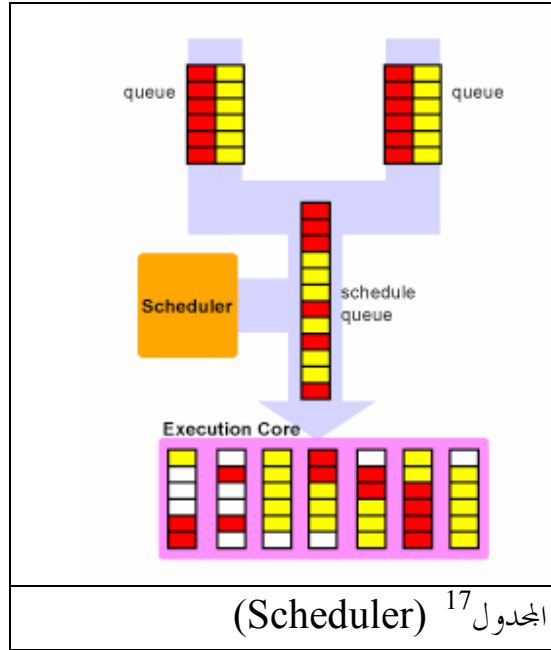 queue
queue
Scheduler
schedule
queue
Execution Core
المجدول17 (Scheduler)